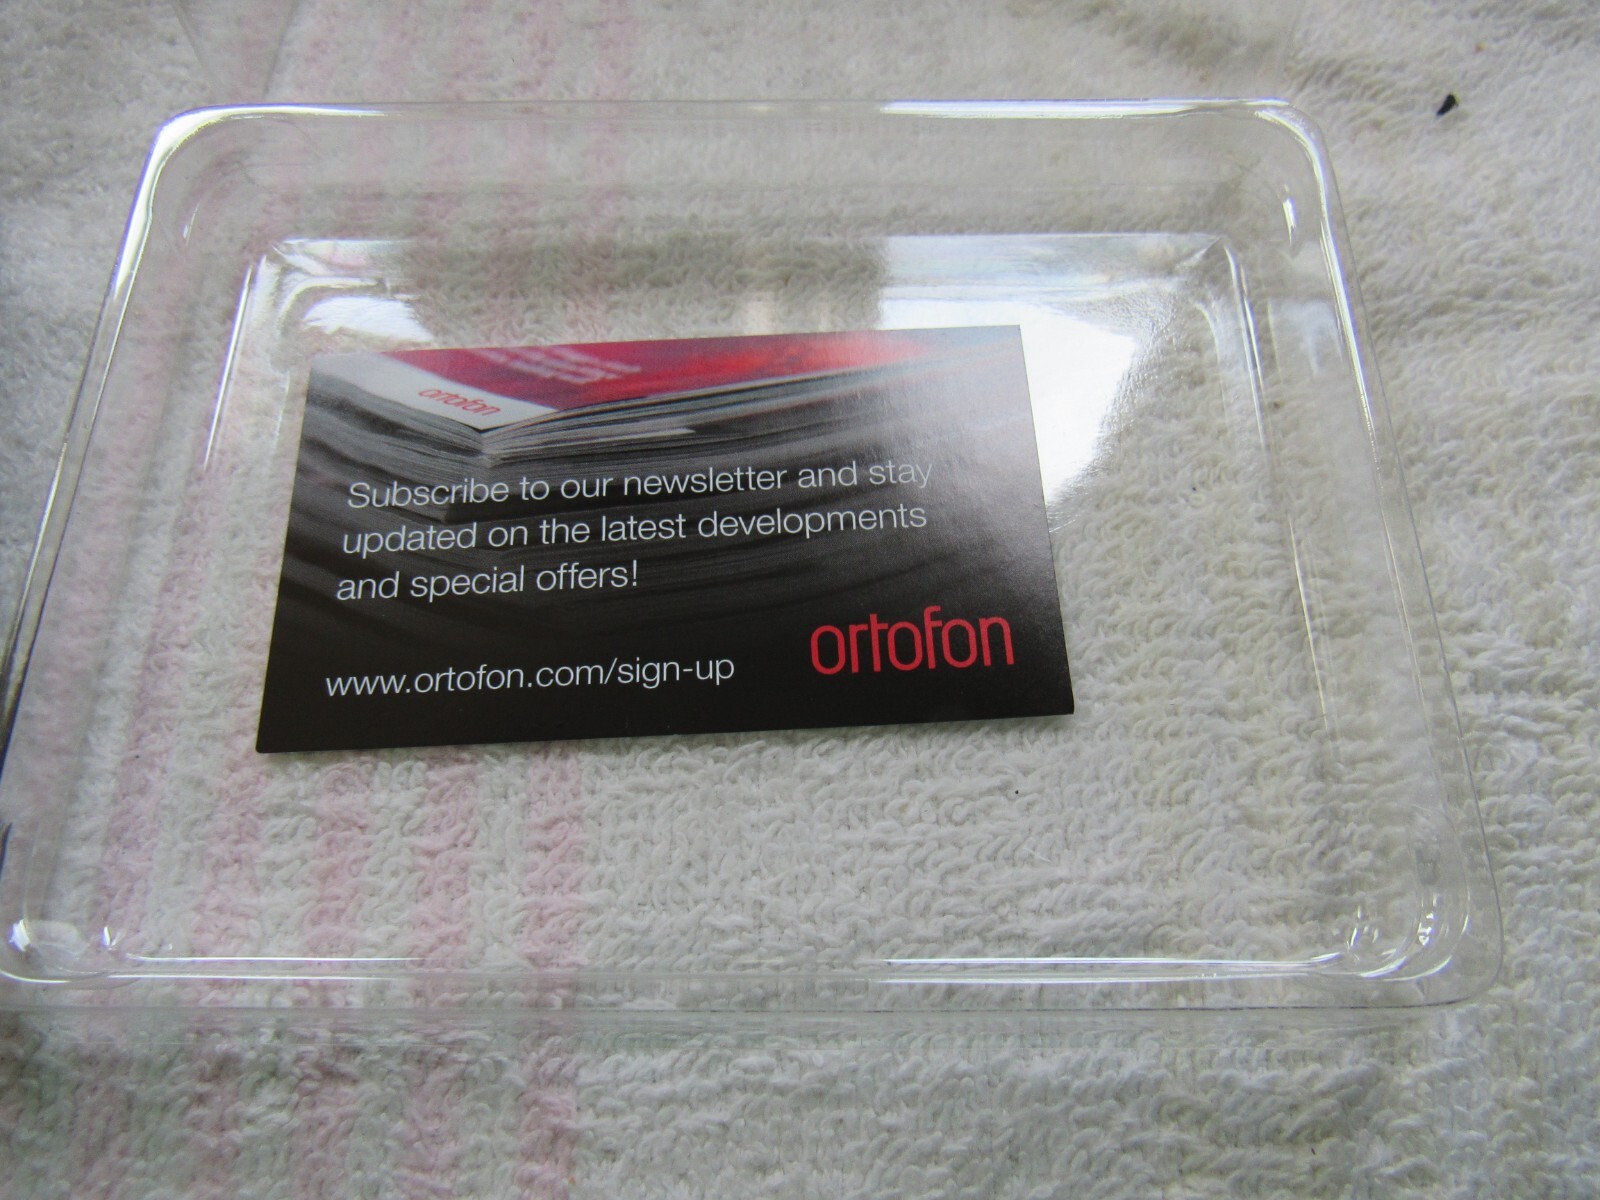 ortofon
Subscribe to our newsletter and stay
updated on the latest developments
and special offers!
www.ortofon.com/sign-up
ortofon